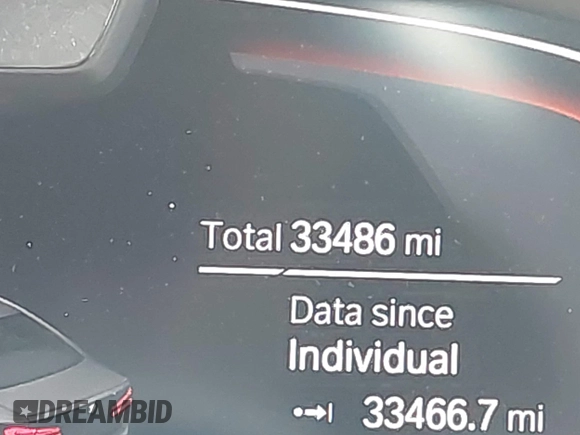 Total 33486 mi
Data since
Individual
33466.7 mi
DREAMBID